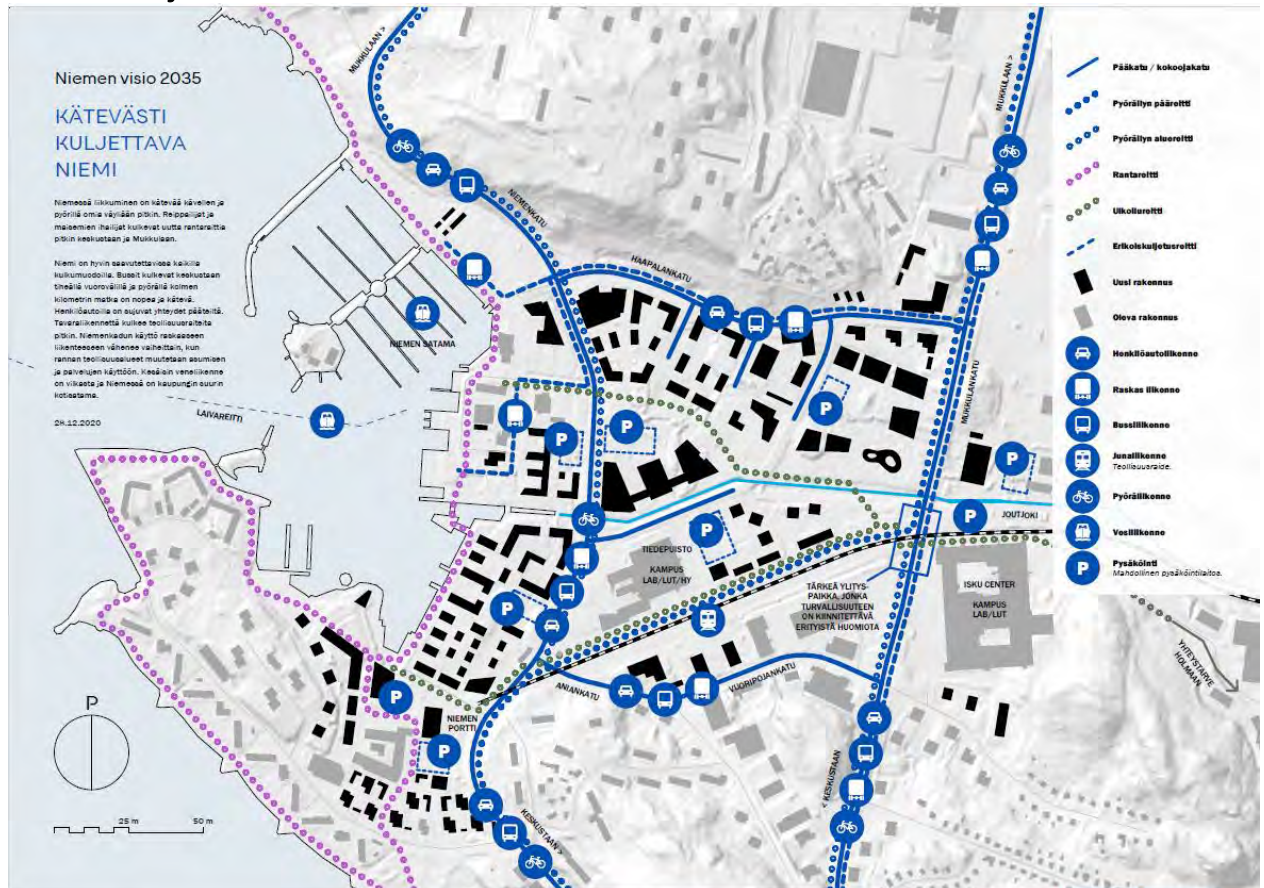 Niemen visio 2035
KÄTEVÄSTI
KULJETTAVA
NIEMI
Niemessä liikkuminen on kätevää kävellen ja
pyörillä omia väyliään pitkin. Reippailijat ja
maisemien ihailijat kulkevat uutta rantareittiä
pitkin keskustaan ja Mukkulaan.
Niemi on hyvin saavutettavissa kaikilla
kulkumuodoilla. Bussit kulkevat keskustaan
tiheällä vuorovälillä ja pyörällä kolmen
kilometrin matka on nopea ja kätevä.
Henkilöautoilla on sujuvat yhteydet pääteiltä.
Tavaraliikennettä kulkee teollisuusraiteita
pitkin. Niemenkadun käyttö raskaaseen
liikenteeseen vähenee vaiheittain, kun
rannan teollisuusalueet muutetaan asumisen
ja palvelujen käyttöön. Kesäisin veneliikenne
on vilkasta ja Niemessä on kaupungin suurin
kotisatama.
28.12.2020
LAIVAREITTI
MUKKULAAN >
NIEMENKATU
HAAPALANKATU
NIEMEN SATAMA
MUKKULAAN >
MUKKULANKATU
P
P
P
P
P
P
P
P
P
JOUTJOKI
TIEDEPUISTO
KAMPUS
LAB/LUT/HY
TÄRKEÄ YLITYS-
PAIKKA, JONKA
TURVALLISUUTEEN
ON KIINNITETTÄVÄ
ERITYISTÄ HUOMIOTA
ISKU CENTER
KAMPUS
LAB/LUT
YHTEYSTARVE
HOLMAAN
ANIANKATU
VUORIPOJANKATU
NIEMEN
PORTTI
KESKUSTAAN >
< KESKUSTAAN
P
25 m
50 m
Pääkatu / kokoojakatu
Pyöräilyn pääreitti
Pyöräilyn aluereitti
Rantareitti
Ulkoilureitti
Erikoiskuljetusreitti
Uusi rakennus
Oleva rakennus
Henkilöautoliikenne
Raskas liikenne
Bussiliikenne
Junaliikenne
Teollisuusraide.
Pyöräliikenne
Vesiliikenne
P
Pysäköinti
Mahdollinen pysäköintilaitos.